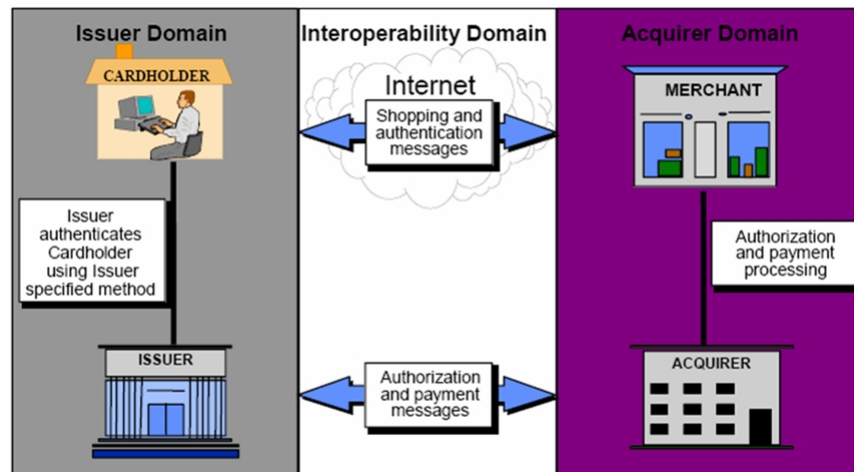 Issuer Domain
Interoperability Domain
Acquirer Domain
CARDHOLDER
Internet
Shopping and
authentication
messages
MERCHANT
Issuer
authenticates
Cardholder
using Issuer
specified method
Authorization
and payment
processing
ISSUER
Authorization
and payment
messages
ACQUIRER